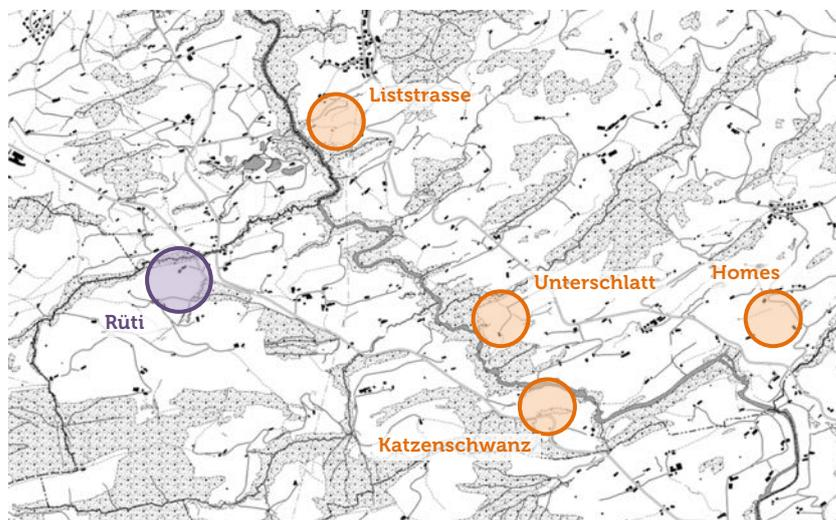 Liststrasse
Unterschlatt
Homes
Rüti
Katzenschwanz